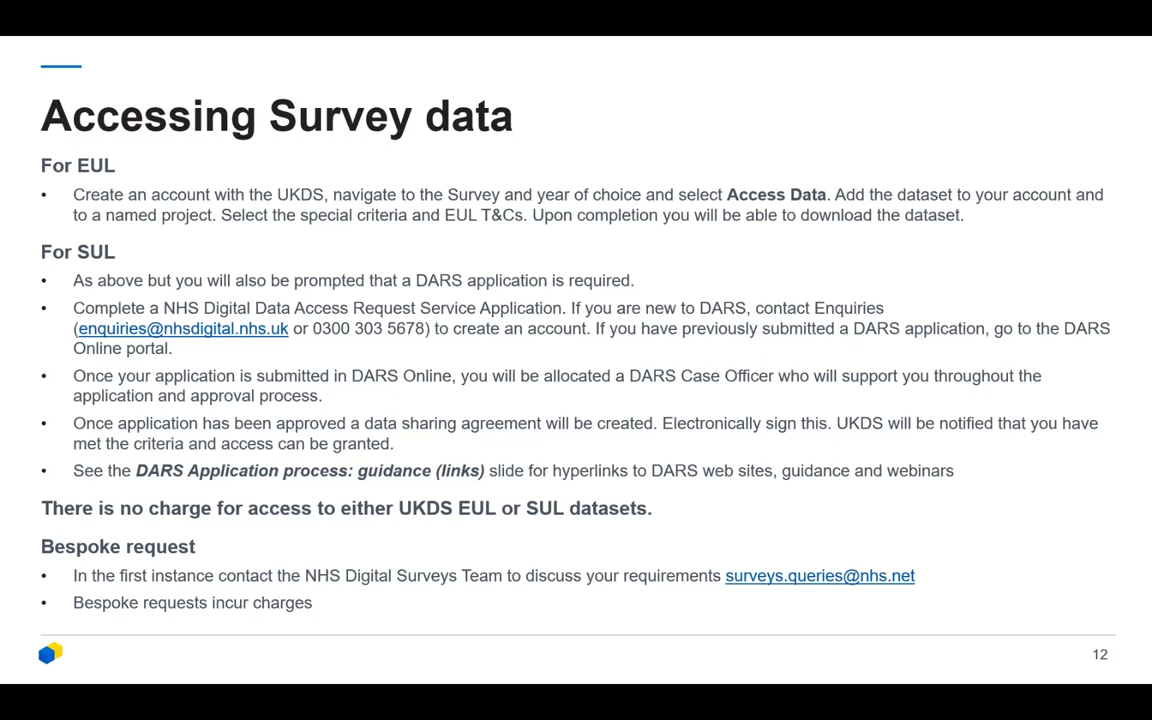 Accessing Survey data
For EUL
• Create an account with the UKDS, navigate to the Survey and year of choice and select Access Data. Add the dataset to your account and
to a named project. Select the special criteria and EUL T&Cs. Upon completion you will be able to download the dataset.
For SUL
• As above but you will also be prompted that a DARS application is required.
• Complete a NHS Digital Data Access Request Service Application. If you are new to DARS, contact Enquiries
(enquiries@nhsdigital.nhs.uk or 0300 303 5678) to create an account. If you have previously submitted a DARS application, go to the DARS
Online portal.
• Once your application is submitted in DARS Online, you will be allocated a DARS Case Officer who will support you throughout the
application and approval process.
• Once application has been approved a data sharing agreement will be created. Electronically sign this. UKDS will be notified that you have
met the criteria and access can be granted.
• See the DARS Application process: guidance (links) slide for hyperlinks to DARS web sites, guidance and webinars
There is no charge for access to either UKDS EUL or SUL datasets.
Bespoke request
• In the first instance contact the NHS Digital Surveys Team to discuss your requirements surveys.queries@nhs.net
• Bespoke requests incur charges
12